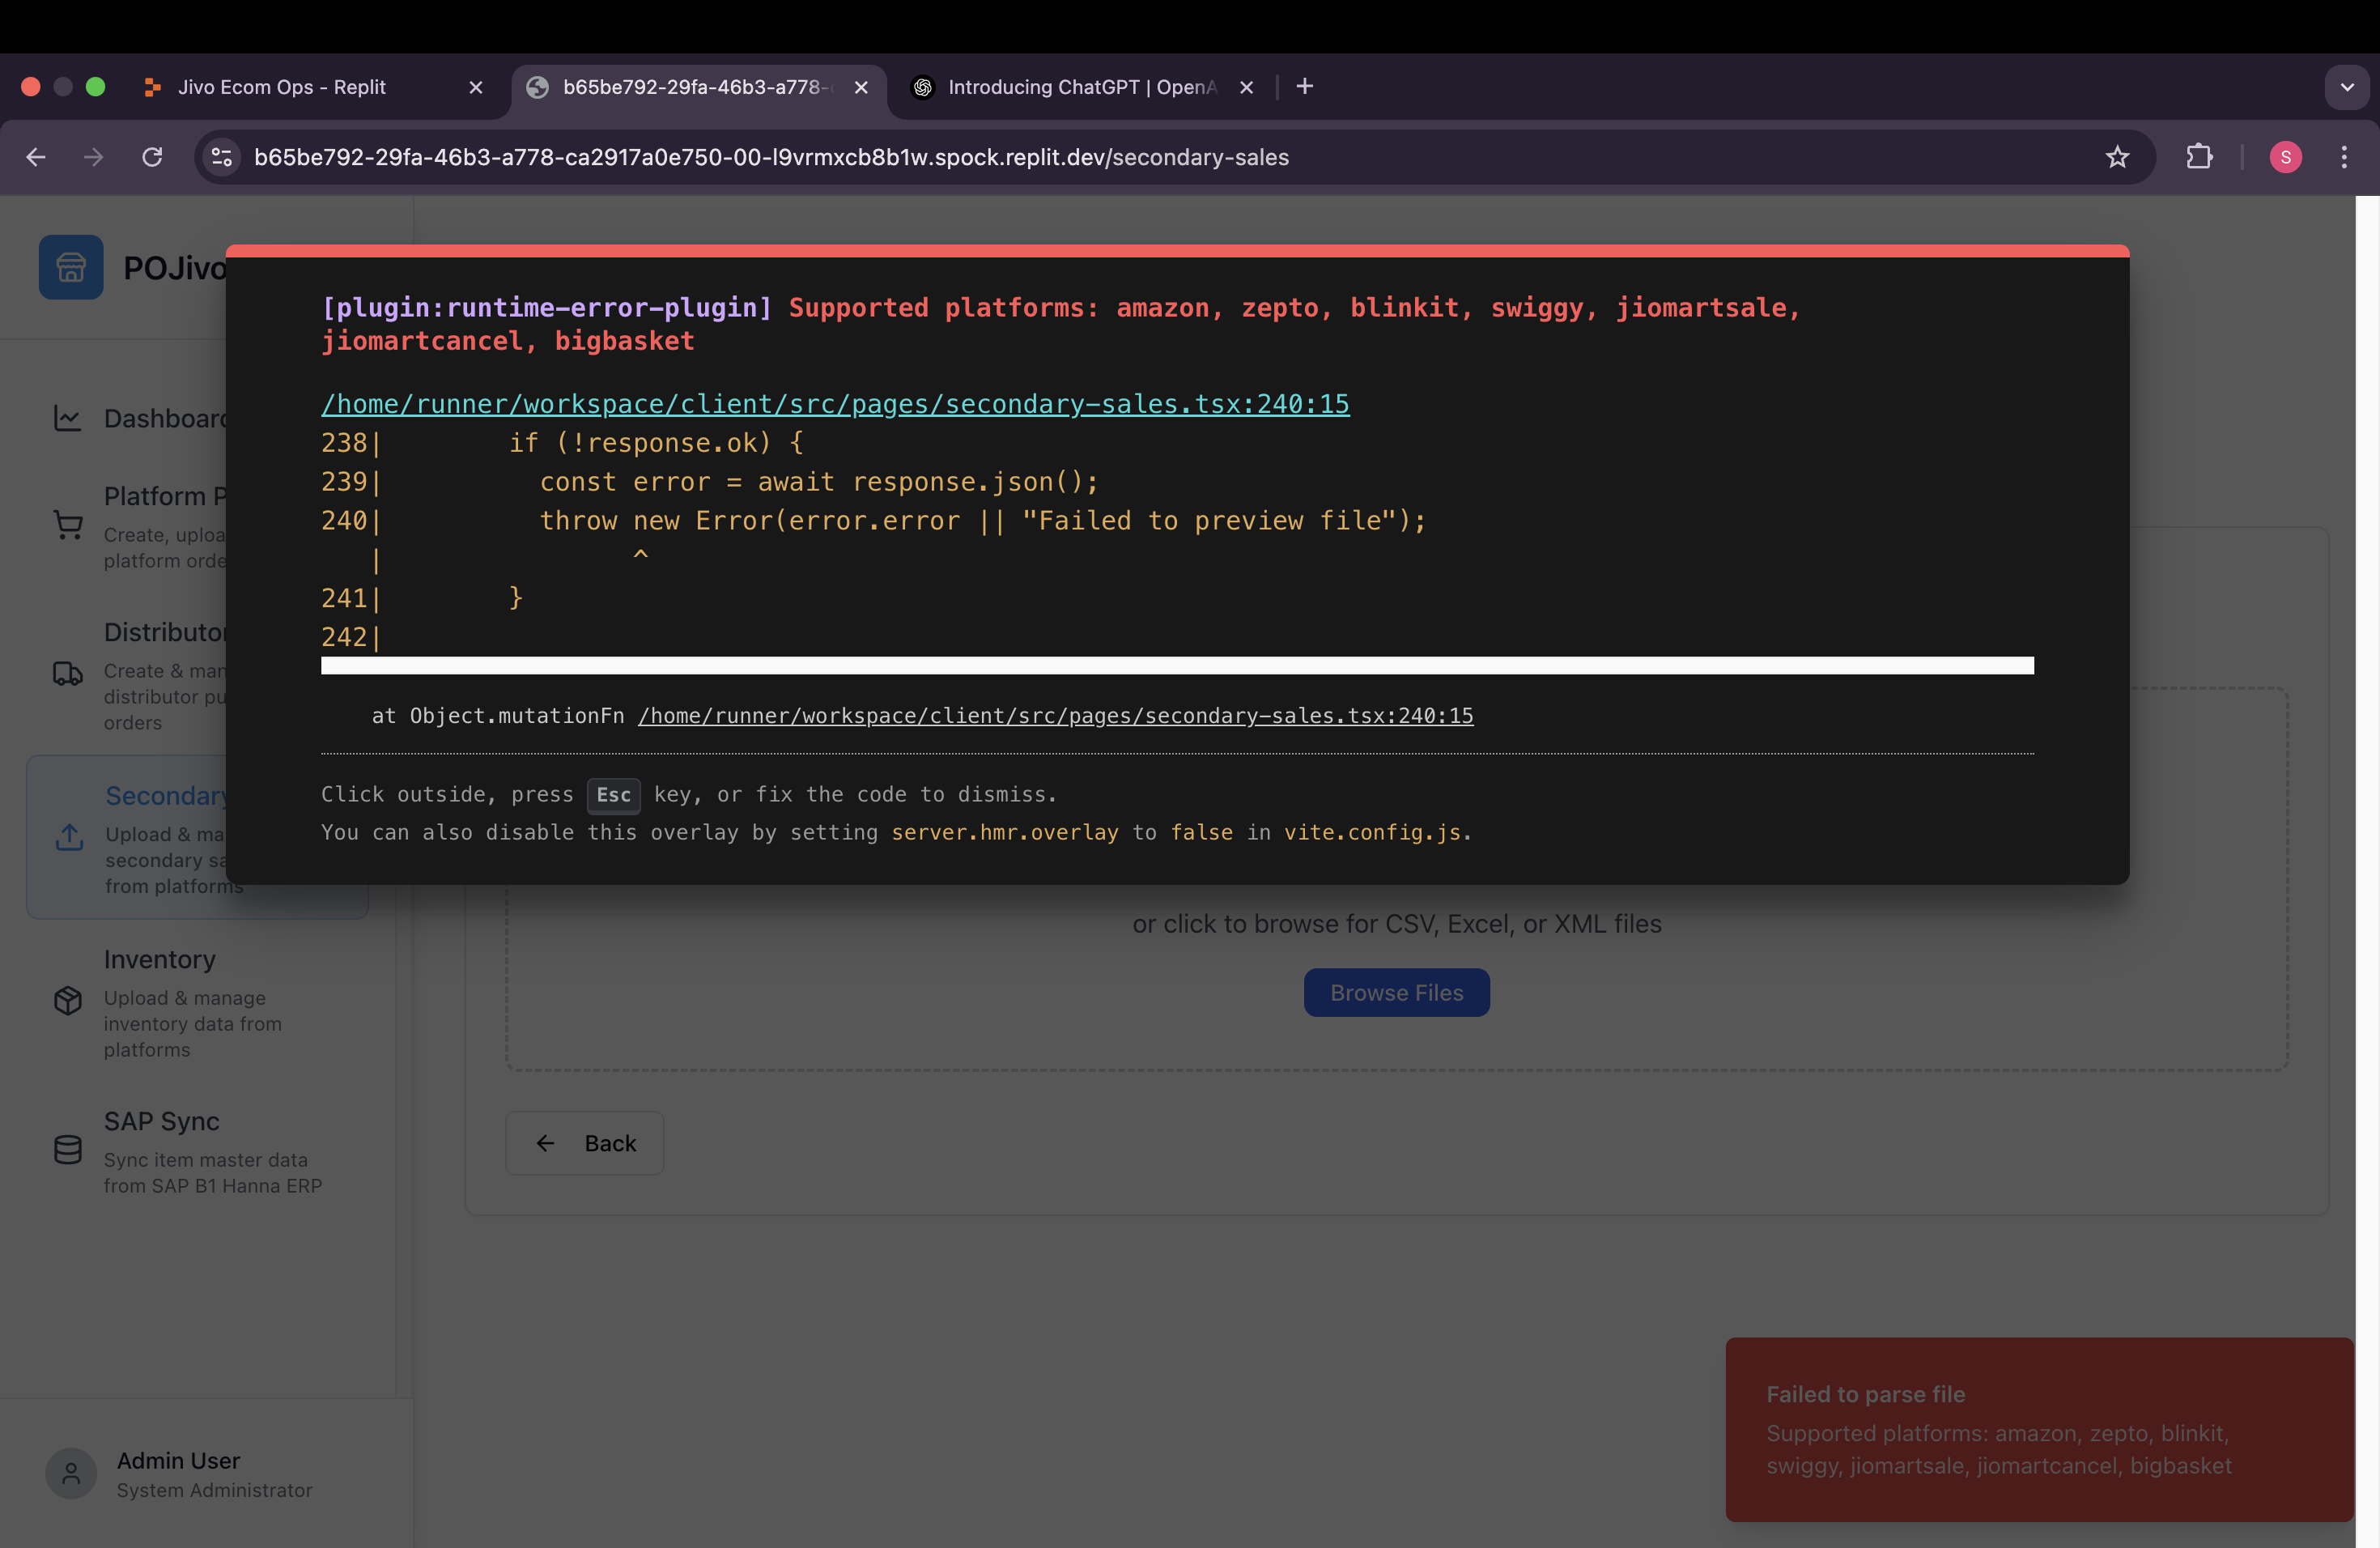 Jivo Ecom Ops - Replit
b65be792-29fa-46b3-a778-
Introducing ChatGPT | OpenA
b65be792-29fa-46b3-a778-ca2917a0e750-00-l9vrmxcb8b1w.spock.replit.dev/secondary-sales
S
POJivo
[plugin:runtime-error-plugin] Supported platforms: amazon, zepto, blinkit, swiggy, jiomartsale,
jiomartcancel, bigbasket
/home/runner/workspace/client/src/pages/secondary-sales.tsx:240:15
238|        if (!response.ok) {
239|          const error = await response.json();
240|          throw new Error(error.error || "Failed to preview file");
|                ^
241|        }
242|
at Object.mutationFn /home/runner/workspace/client/src/pages/secondary-sales.tsx:240:15
Click outside, press Esc key, or fix the code to dismiss.
You can also disable this overlay by setting server.hmr.overlay to false in vite.config.js.
Dashboard
Platform P
Create, uploa
platform orde
Distributor
Create & man
distributor pu
orders
Secondary
Upload & ma
secondary sa
from platforms
Inventory
Upload & manage
inventory data from
platforms
SAP Sync
Sync item master data
from SAP B1 Hanna ERP
Admin User
System Administrator
or click to browse for CSV, Excel, or XML files
Browse Files
Back
Failed to parse file
Supported platforms: amazon, zepto, blinkit,
swiggy, jiomartsale, jiomartcancel, bigbasket